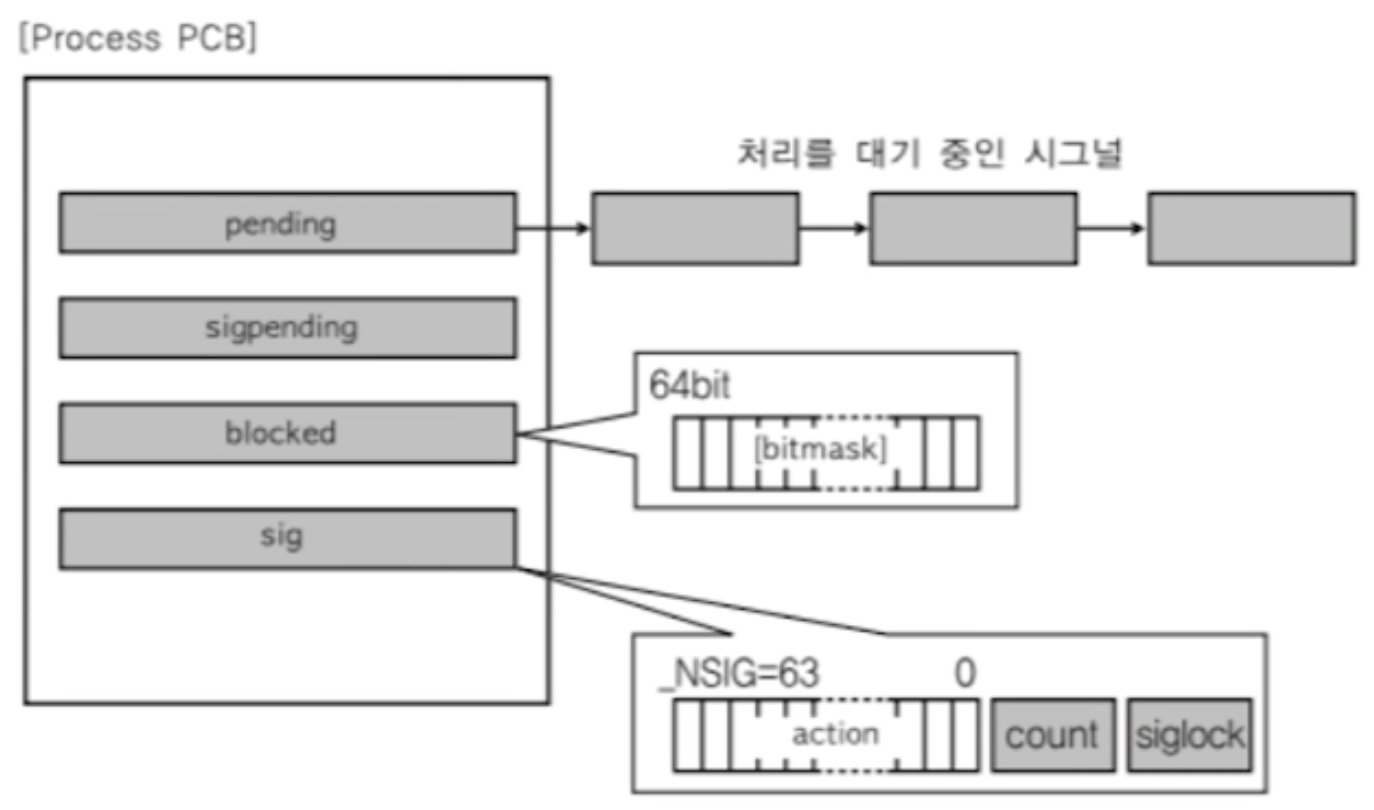 [Process PCB]
처리를 대기 중인 시그널
pending
sigpending
64bit
blocked
[bitmask]
sig
_NSIG=63 0
action count siglock